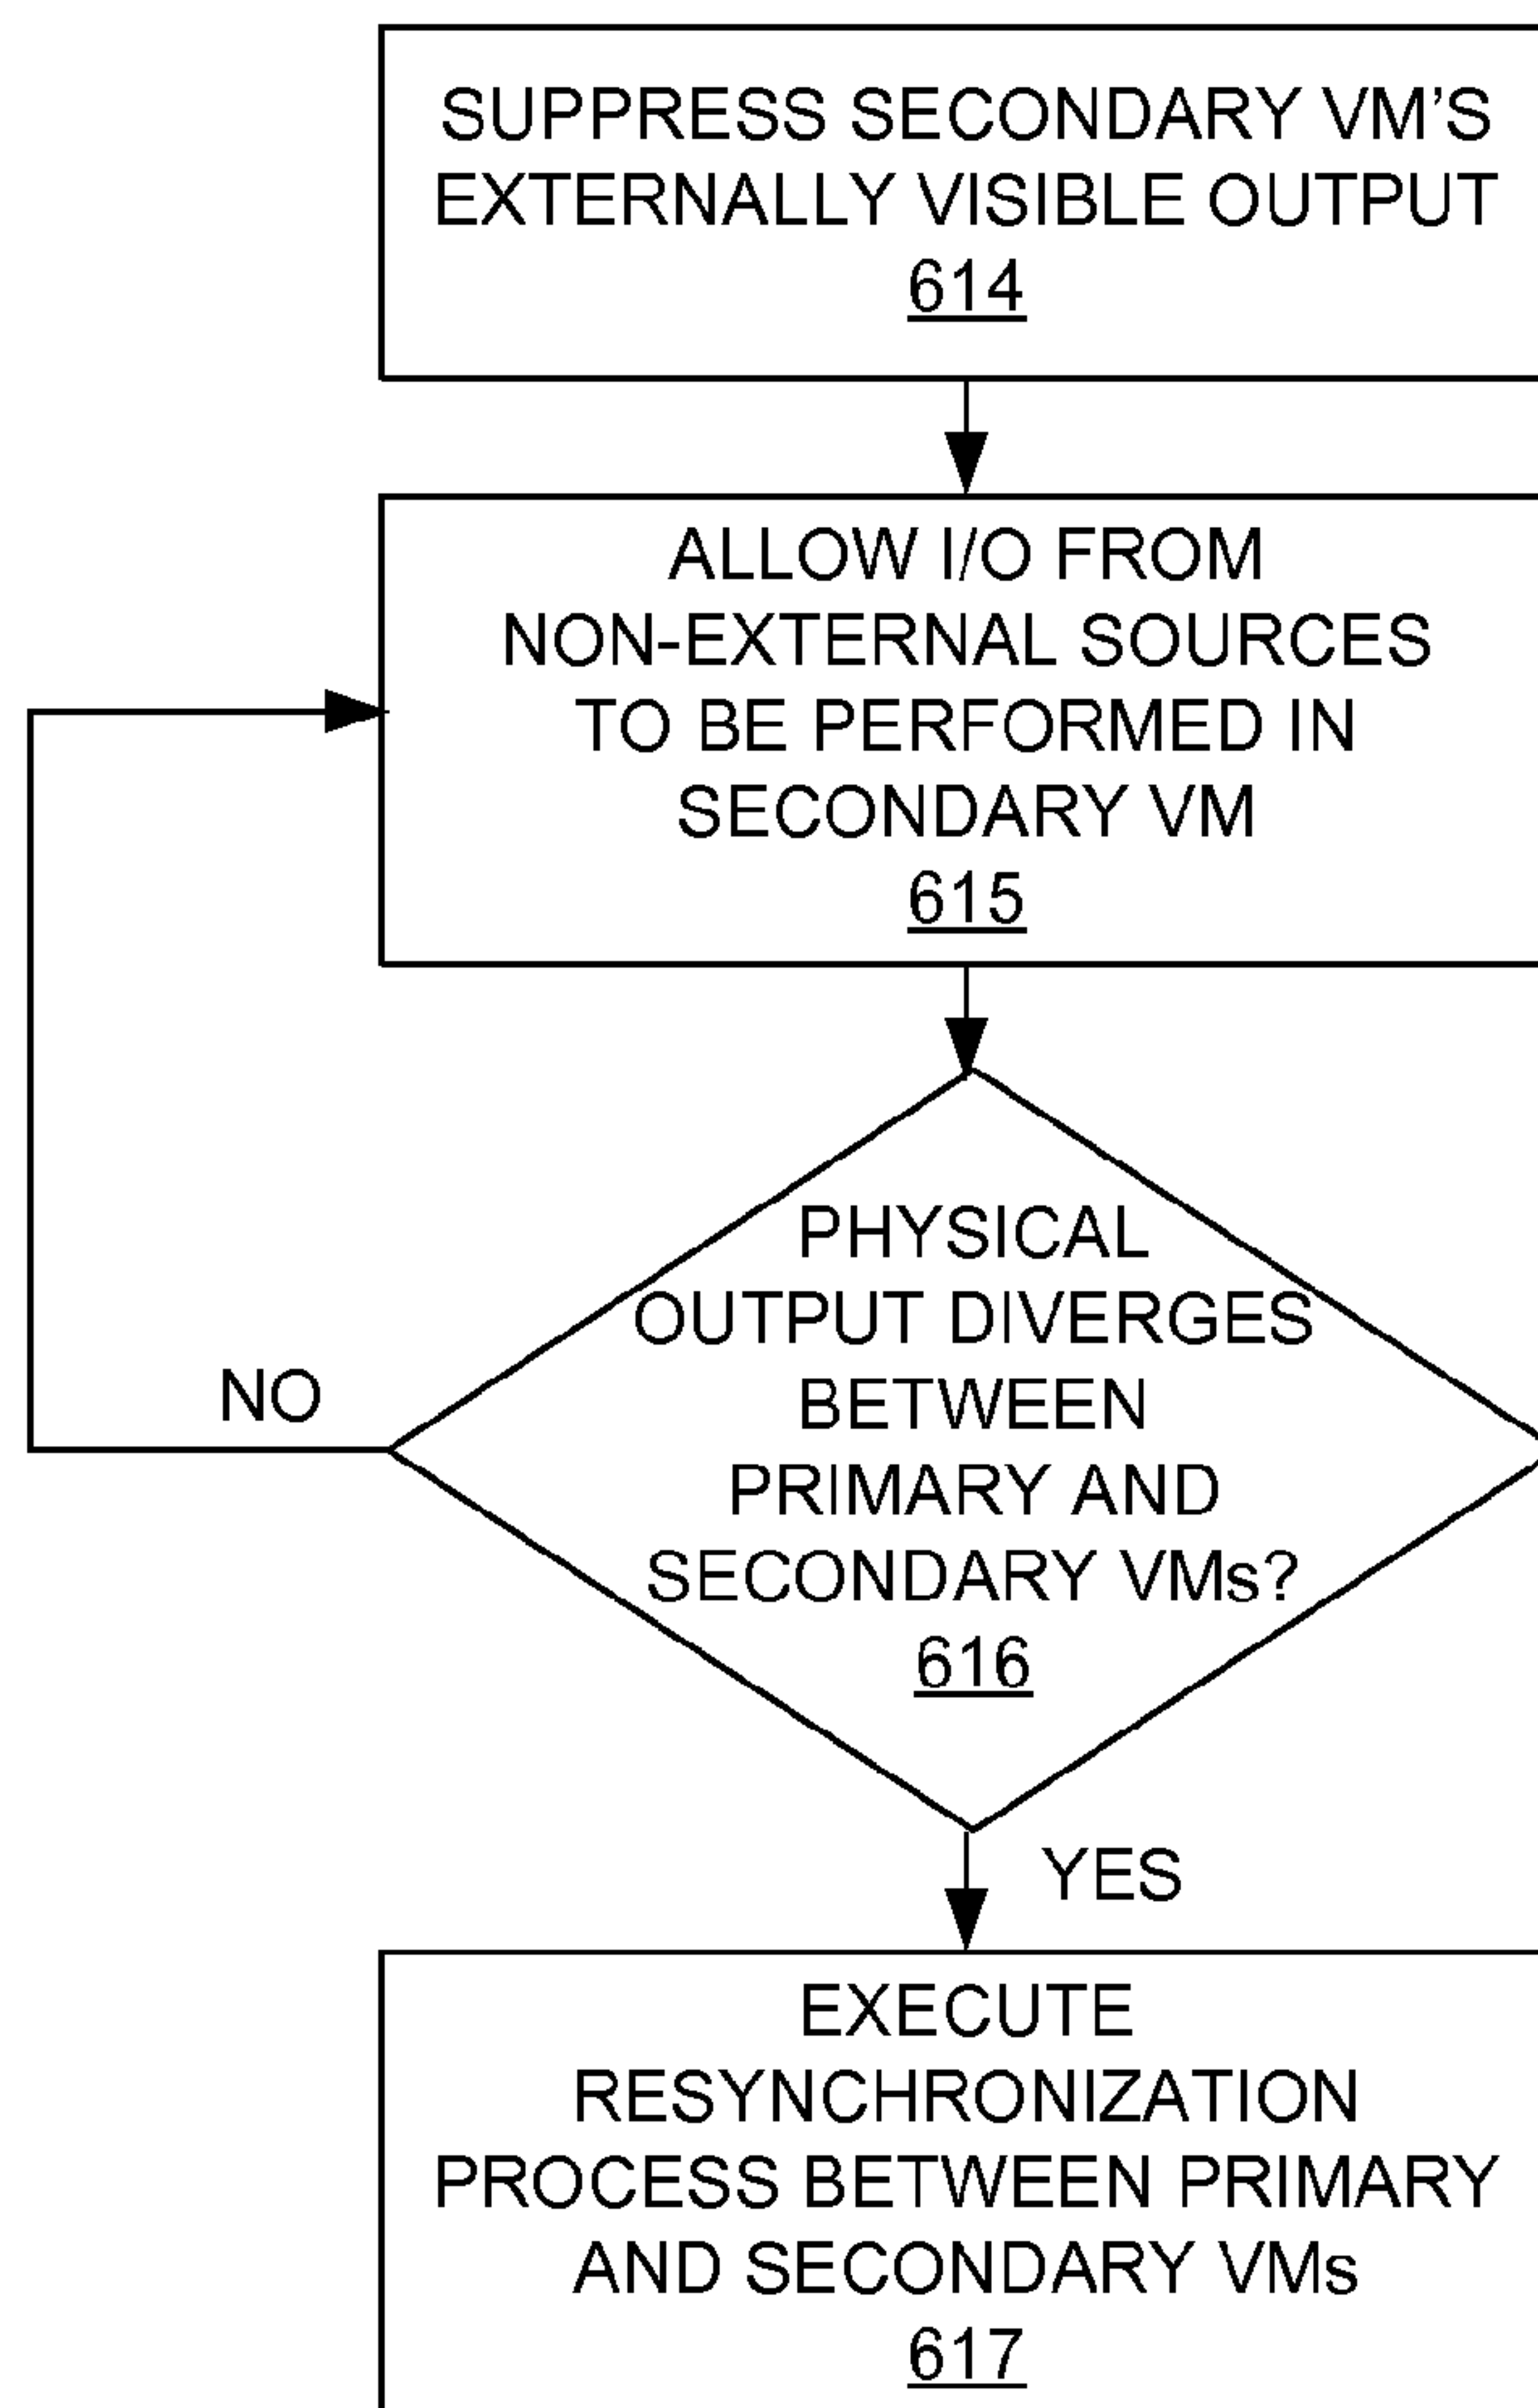 SUPPRESS SECONDARY VM'S
EXTERNALLY VISIBLE OUTPUT
614
ALLOW I/O FROM
NON-EXTERNAL SOURCES
TO BE PERFORMED IN
SECONDARY VM
615
PHYSICAL
OUTPUT DIVERGES
BETWEEN
PRIMARY AND
SECONDARY VMs?
616
NO
YES
EXECUTE
RESYNCHRONIZATION
PROCESS BETWEEN PRIMARY
AND SECONDARY VMs
617